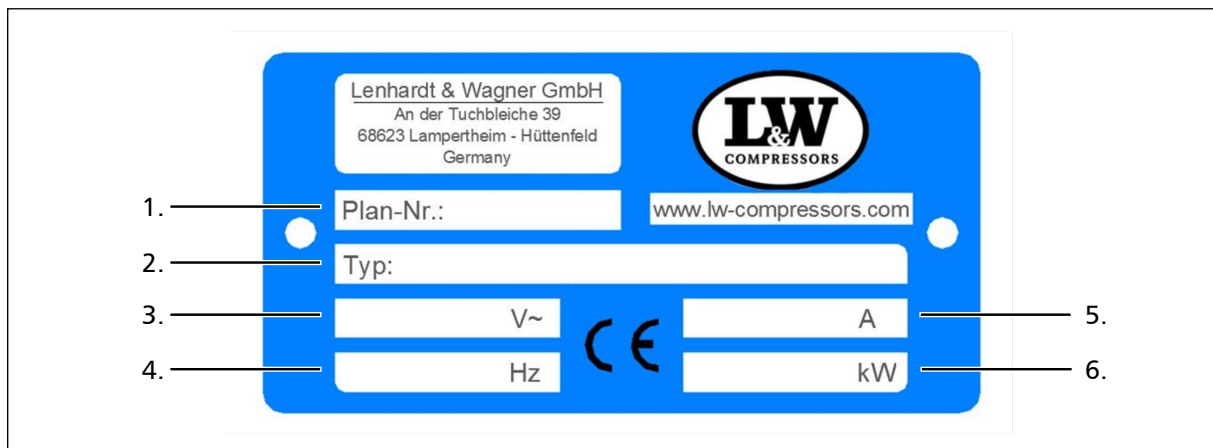 Lenhardt & Wagner GmbH
An der Tuchbleiche 39
68623 Lampertheim - Hüttenfeld
Germany
L&W
COMPRESSORS
1.
Plan-Nr.:
www.lw-compressors.com
2.
Typ:
3.
V~
CE
A
5.
4.
Hz
kW
6.